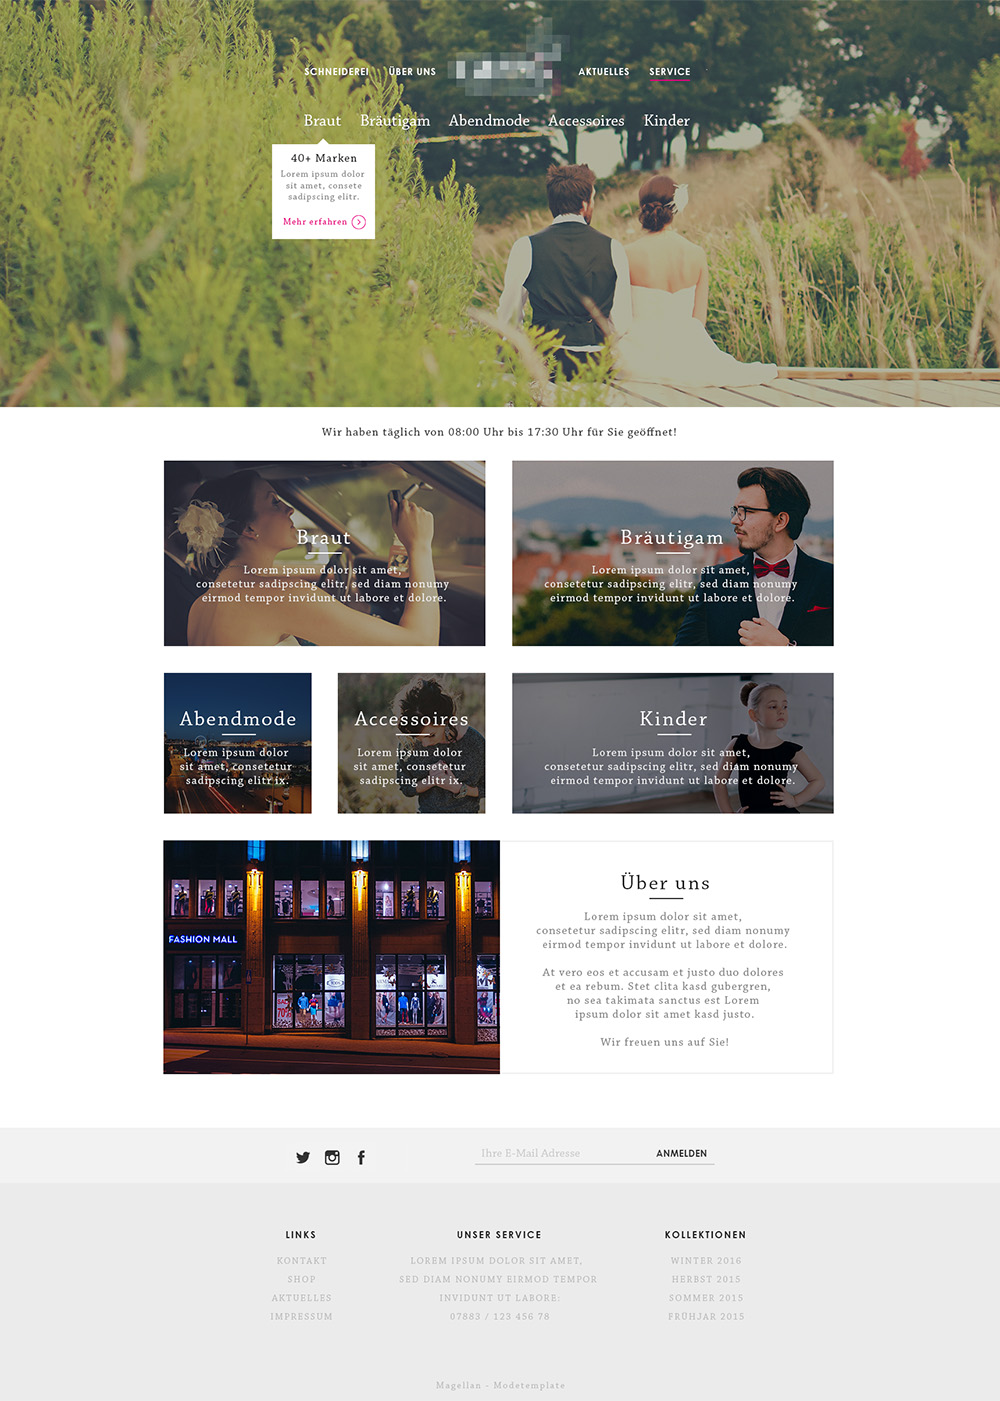 SCHNEIDEREI ÜBER UNS AKTUELLES SERVICE
Braut Bräutigam Abendmode Accessoires Kinder
40+ Marken
Lorem ipsum dolor
sit amet, consete
sadipscing elitr.
Mehr erfahren
Wir haben täglich von 08:00 Uhr bis 17:30 Uhr für Sie geöffnet!
Braut
Lorem ipsum dolor sit amet,
consetetur sadipscing elitr, sed diam nonumy
eirmod tempor invidunt ut labore et dolore.
Bräutigam
Lorem ipsum dolor sit amet,
consetetur sadipscing elitr, sed diam nonumy
eirmod tempor invidunt ut labore et dolore.
Abendmode
Lorem ipsum dolor
sit amet, consetetur
sadipscing elitr ix.
Accessoires
Lorem ipsum dolor
sit amet, consetetur
sadipscing elitr ix.
Kinder
Lorem ipsum dolor sit amet,
consetetur sadipscing elitr, sed diam nonumy
eirmod tempor invidunt ut labore et dolore.
FASHION MALL
Über uns
Lorem ipsum dolor sit amet,
consetetur sadipscing elitr, sed diam nonumy
eirmod tempor invidunt ut labore et dolore.
At vero eos et accusam et justo duo dolores
et ea rebum. Stet clita kasd gubergren,
no sea takimata sanctus est Lorem
ipsum dolor sit amet kasd justo.
Wir freuen uns auf Sie!
Ihre E-Mail Adresse ANMELDEN
LINKS
KONTAKT
SHOP
AKTUELLES
IMPRESSUM
UNSER SERVICE
LOREM IPSUM DOLOR SIT AMET,
SED DIAM NONUMY EIRMOD TEMPOR
INVIDUNT UT LABORE:
07883 / 123 456 78
KOLLEKTIONEN
WINTER 2016
HERBST 2015
SOMMER 2015
FRÜHJAR 2015
Magellan - Modetemplate